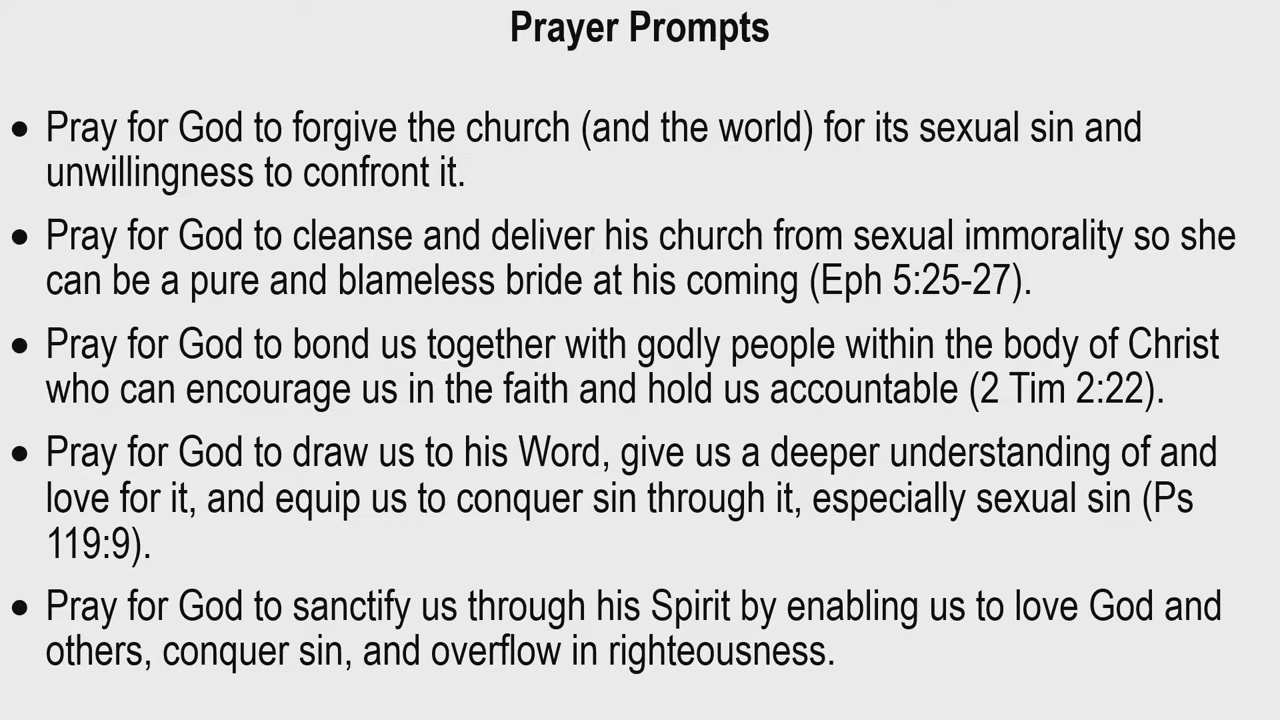 Prayer Prompts
• Pray for God to forgive the church (and the world) for its sexual sin and
unwillingness to confront it.
• Pray for God to cleanse and deliver his church from sexual immorality so she
can be a pure and blameless bride at his coming (Eph 5:25-27).
• Pray for God to bond us together with godly people within the body of Christ
who can encourage us in the faith and hold us accountable (2 Tim 2:22).
• Pray for God to draw us to his Word, give us a deeper understanding of and
love for it, and equip us to conquer sin through it, especially sexual sin (Ps
119:9).
• Pray for God to sanctify us through his Spirit by enabling us to love God and
others, conquer sin, and overflow in righteousness.